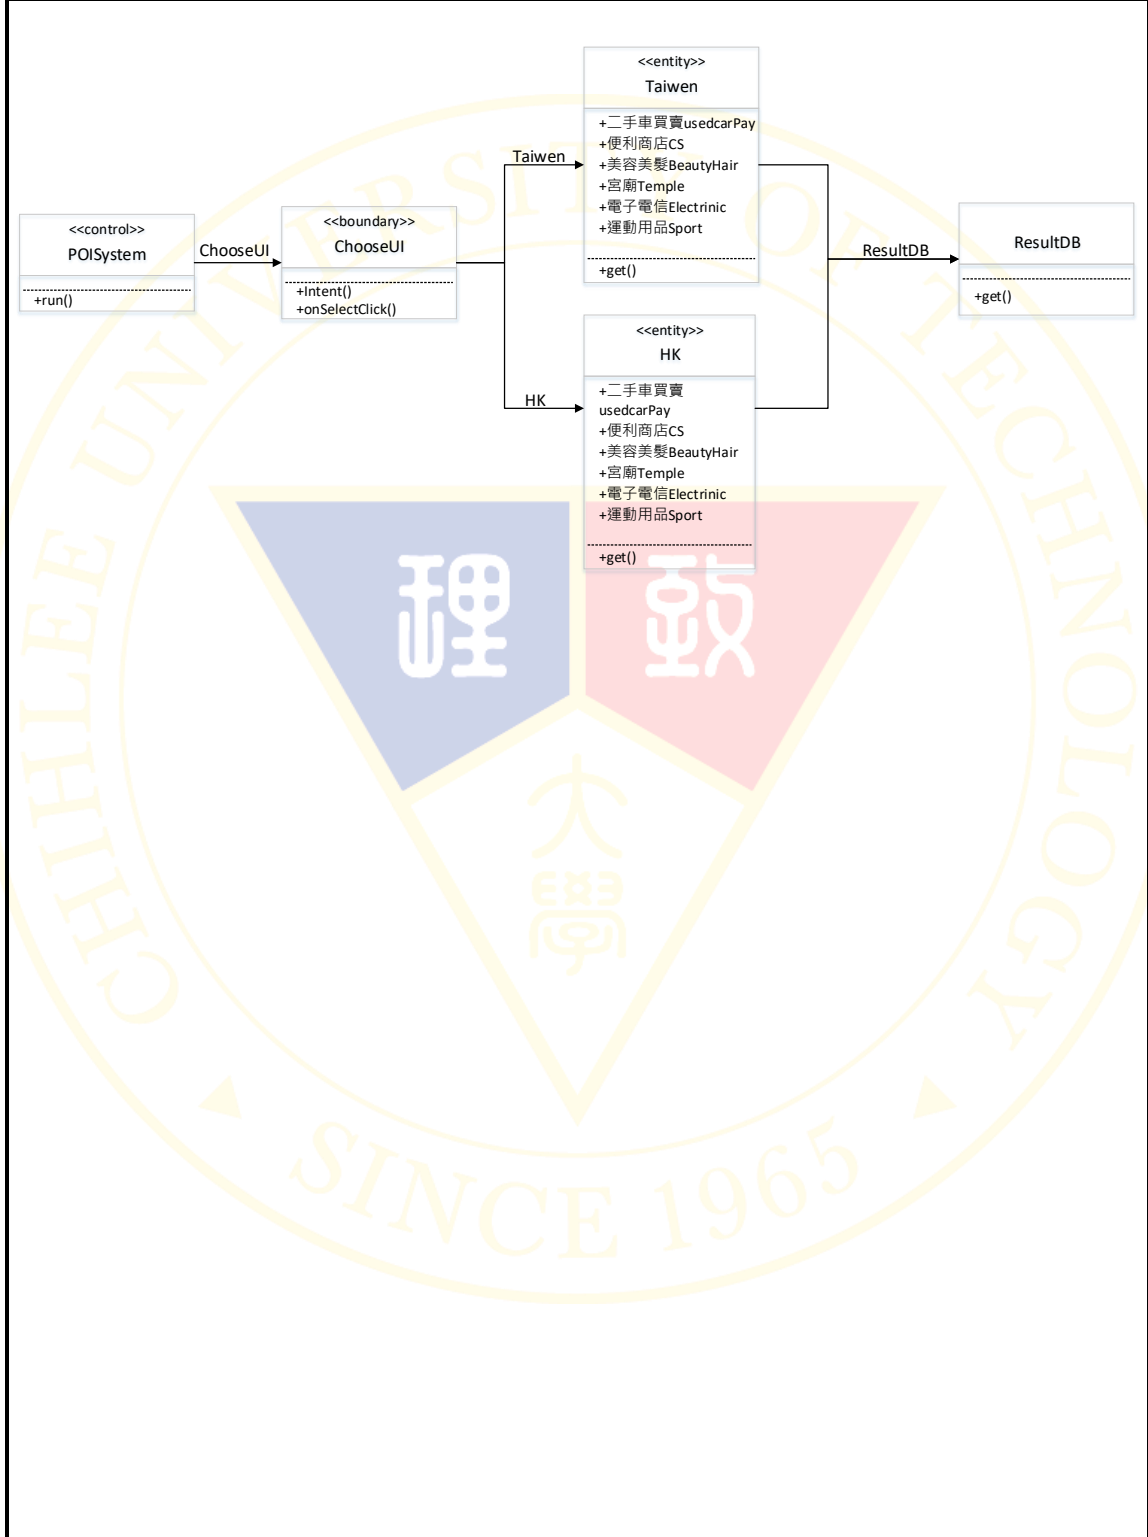 <<control>>
POISystem
+run()
ChooseUI
<<boundary>>
ChooseUI
+Intent()
+onSelectClick()
Taiwen
HK
<<entity>>
Taiwen
+二手車買賣usedcarPay
+便利商店CS
+美容美髮BeautyHair
+宮廟Temple
+電子電信Electrinic
+運動用品Sport
+get()
<<entity>>
HK
+二手車買賣
usedcarPay
+便利商店CS
+美容美髮BeautyHair
+宮廟Temple
+電子電信Electrinic
+運動用品Sport
+get()
ResultDB
ResultDB
+get()
CHIHLEE UNIVERSITY OF TECHNOLOGY
理 致
大
學
SINCE 1965